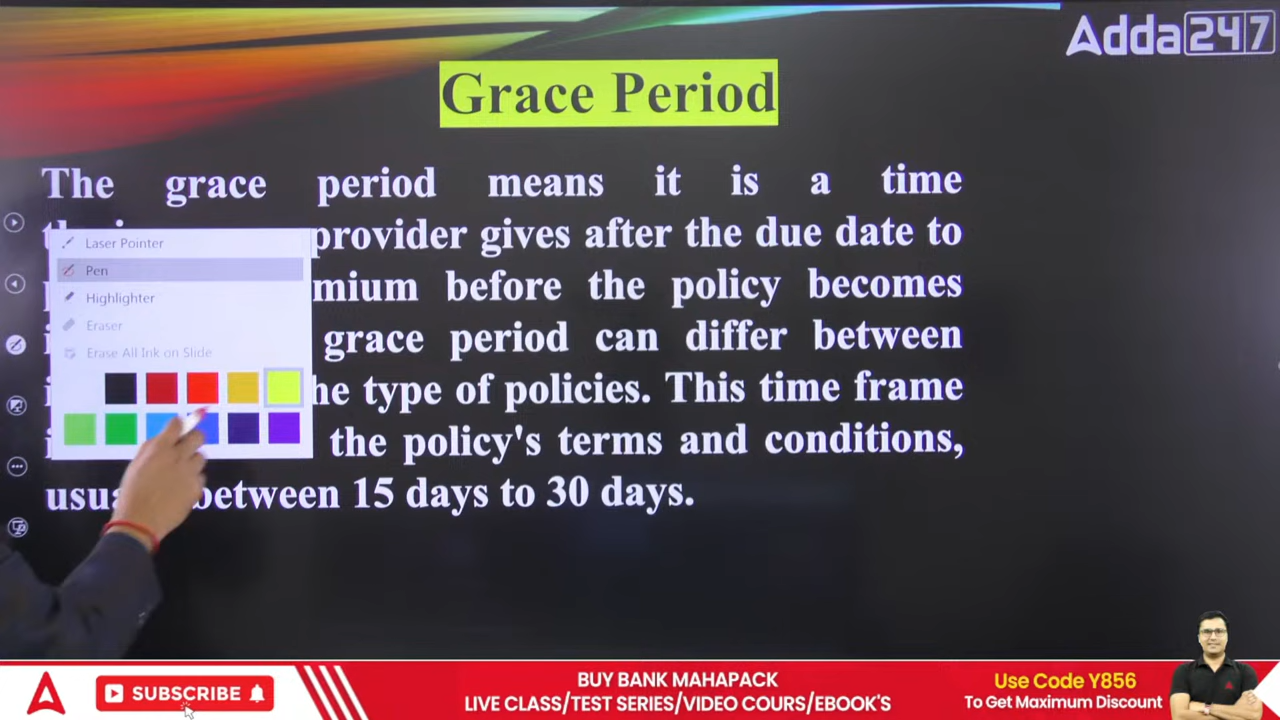 Adda247
Grace Period
The grace period means it is a time
provider gives after the due date to
before the policy becomes
grace period can differ between
type of policies. This time frame
the policy's terms and conditions,
between 15 days to 30 days.
Laser Pointer
Pen
Highlighter
Eraser
Erase All Ink on Slide
SUBSCRIBE
BUY BANK MAHAPACK
LIVE CLASS/TEST SERIES/VIDEO COURS/EBOOK'S
Use Code Y856
To Get Maximum Discount